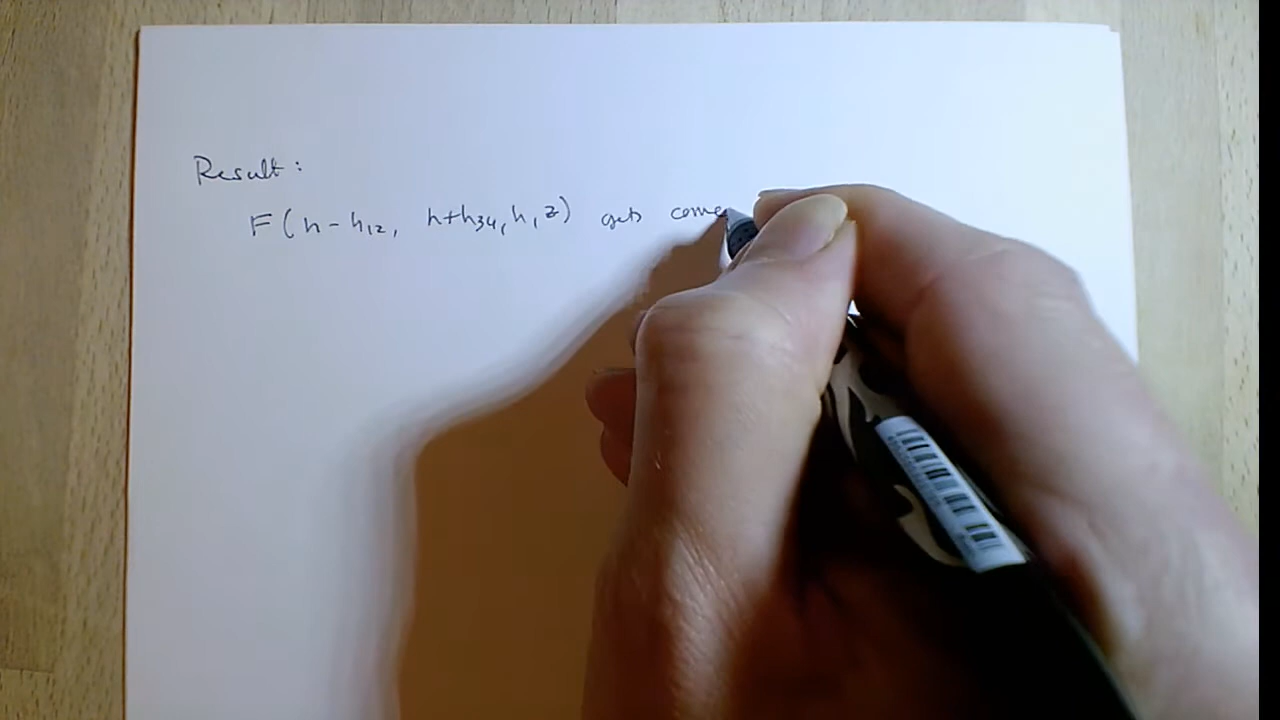 Result:
F(h-h₁₂, h+h₃₄, h, z) gets